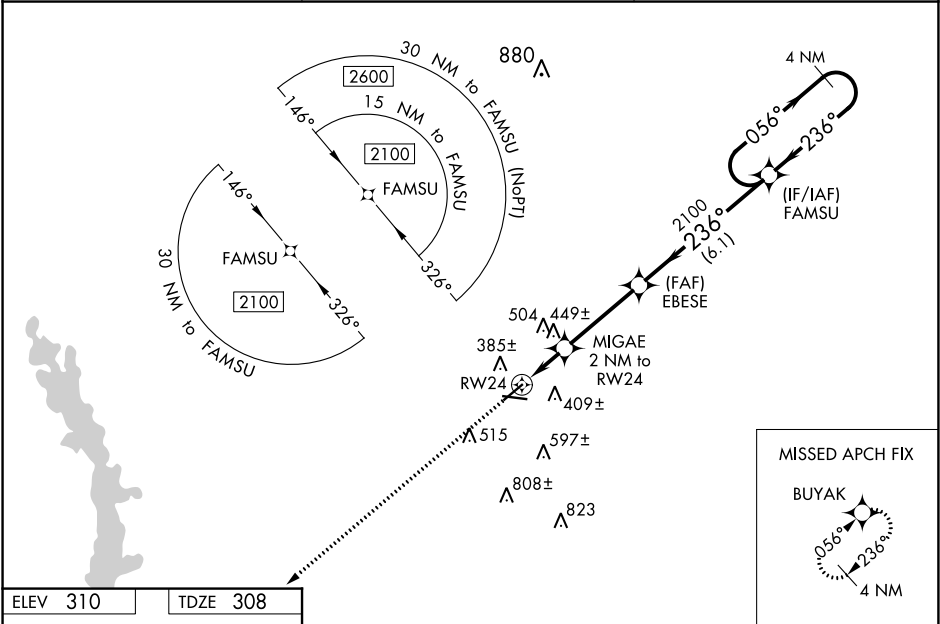 880
30 NM to FAMSU (NoPT)
2600
146°
15 NM to FAMSU
2100
FAMSU
326°
146°
FAMSU
2100
326°
30 NM to FAMSU
4 NM
056°
236°
(IF/IAF)
FAMSU
2100
236°
(6.1)
(FAF)
EBESE
504
449±
MIGAE
2 NM to
RW24
385±
RW24
409±
515
597±
808±
823
MISSED APCH FIX
BUYAK
056°
236°
4 NM
ELEV 310
TDZE 308